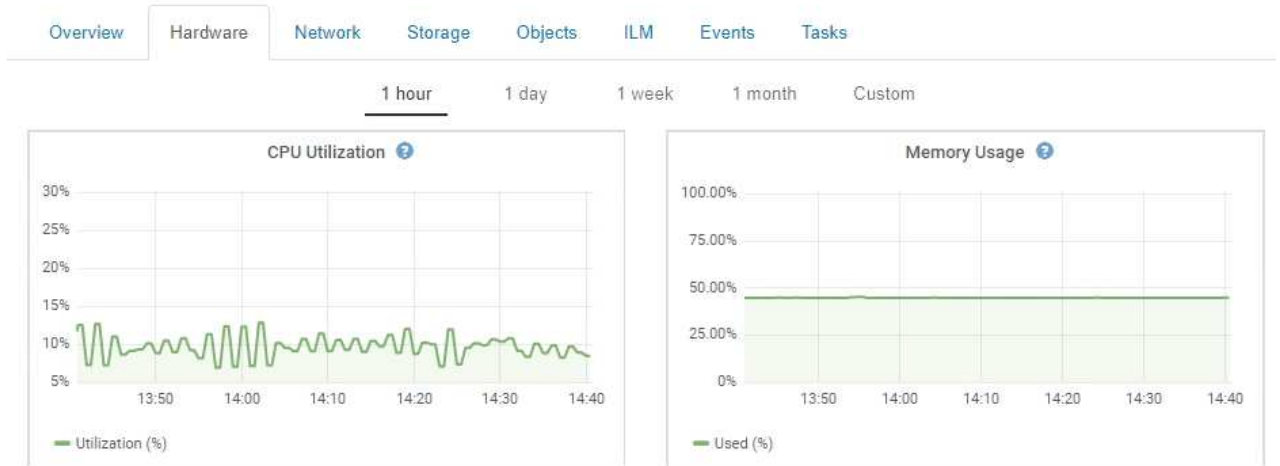 Overview Hardware Network Storage Objects ILM Events Tasks
1 hour 1 day 1 week 1 month Custom
CPU Utilization ?
30%
25%
20%
15%
10%
5%
13:50 14:00 14:10 14:20 14:30 14:40
Utilization (%)
Memory Usage ?
100.00%
75.00%
50.00%
25.00%
0%
13:50 14:00 14:10 14:20 14:30 14:40
Used (%)